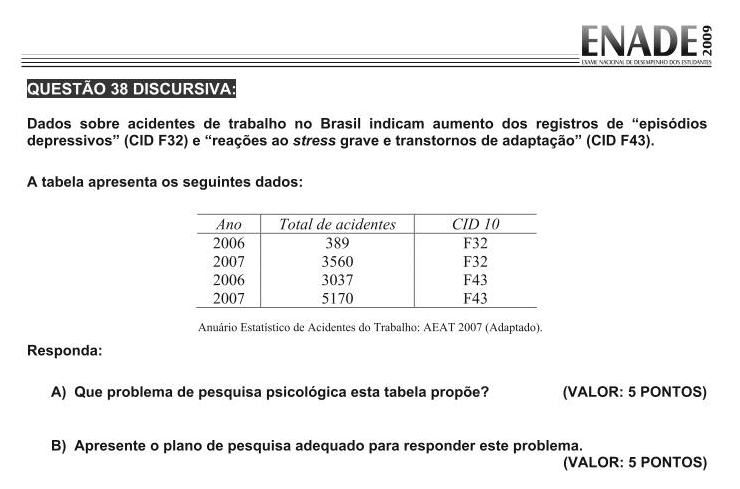 ENADE 2009
EXAME NACIONAL DE DESEMPENHO DOS ESTUDANTES
QUESTÃO 38 DISCURSIVA:
Dados sobre acidentes de trabalho no Brasil indicam aumento dos registros de “episódios
depressivos” (CID F32) e “reações ao stress grave e transtornos de adaptação” (CID F43).
A tabela apresenta os seguintes dados:
Ano Total de acidentes CID 10
2006 389 F32
2007 3560 F32
2006 3037 F43
2007 5170 F43
Anuário Estatístico de Acidentes do Trabalho: AEAT 2007 (Adaptado).
Responda:
A) Que problema de pesquisa psicológica esta tabela propõe? (VALOR: 5 PONTOS)
B) Apresente o plano de pesquisa adequado para responder este problema.
(VALOR: 5 PONTOS)